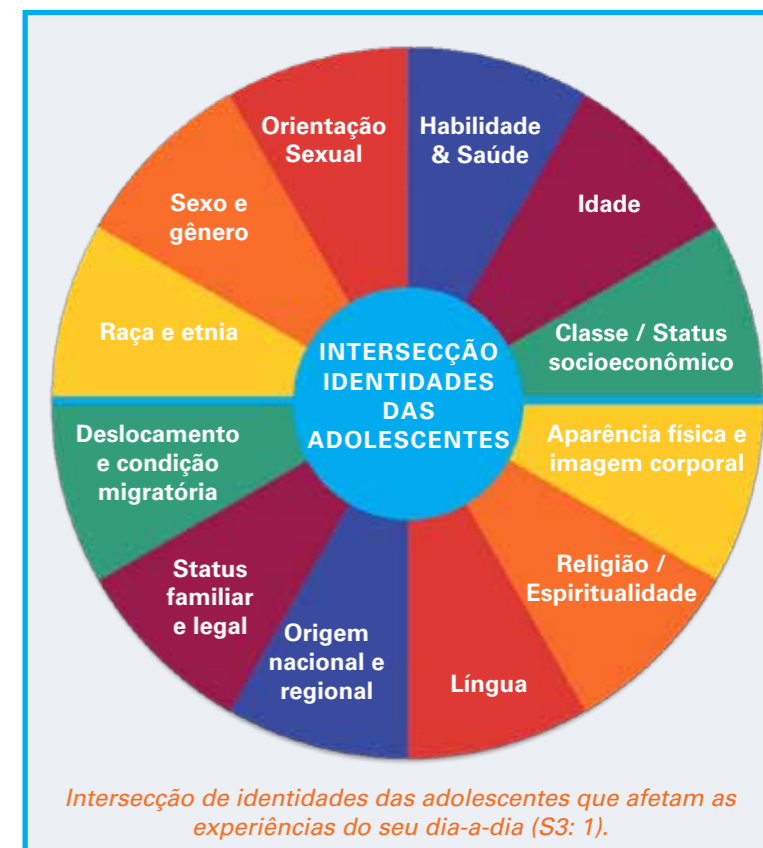 Orientação
Sexual
Habilidade
& Saúde
Idade
Classe / Status
socioeconômico
Aparência física e
imagem corporal
Religião /
Espiritualidade
Língua
Origem
nacional e
regional
Status
familiar
e legal
Deslocamento
e condição
migratória
Raça e etnia
Sexo e
gênero
INTERSECÇÃO
IDENTIDADES
DAS
ADOLESCENTES
Intersecção de identidades das adolescentes que afetam as
experiências do seu dia-a-dia (S3: 1).